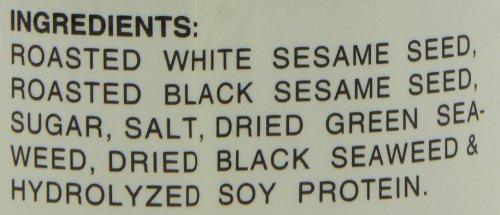 INGREDIENTS:
ROASTED WHITE SESAME SEED,
ROASTED BLACK SESAME SEED,
SUGAR, SALT, DRIED GREEN SEA-
WEED, DRIED BLACK SEAWEED &
HYDROLYZED SOY PROTEIN.